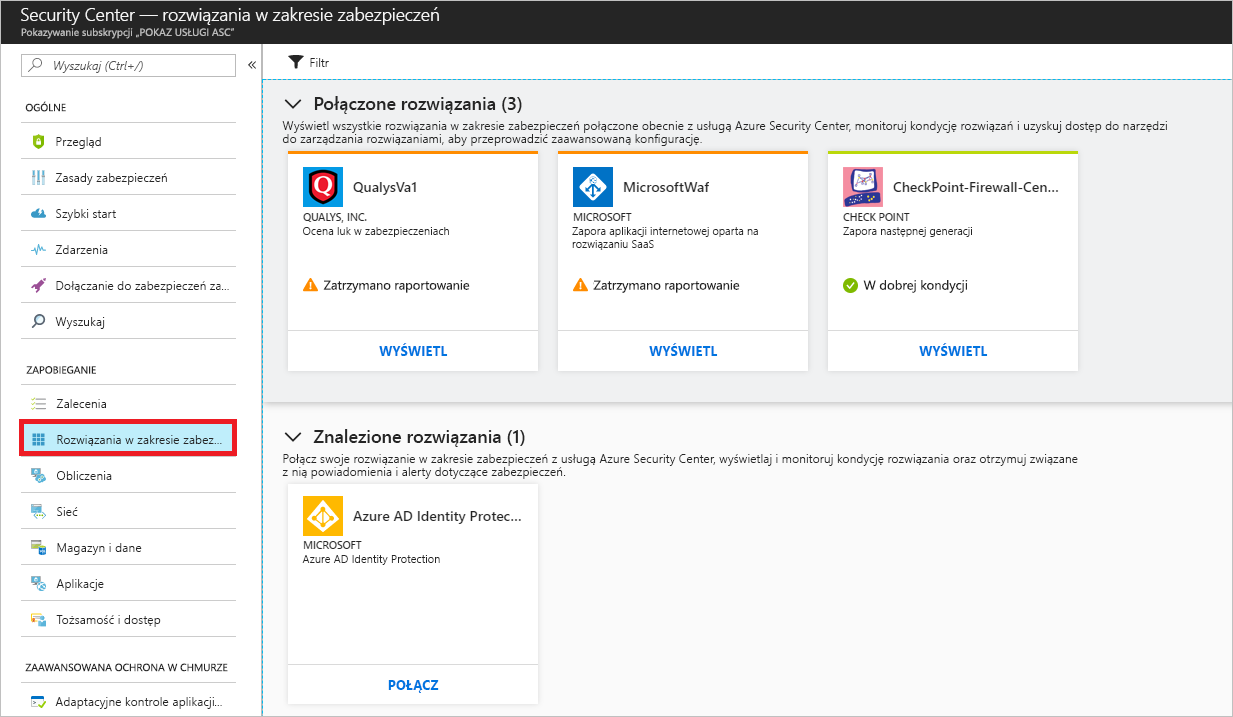 Security Center — rozwiązania w zakresie zabezpieczeń
Pokazywanie subskrypcji „POKAZ USŁUGI ASC”
Wyszukaj (Ctrl+/)
«
OGÓLNE
Przegląd
Zasady zabezpieczeń
Szybki start
Zdarzenia
Dołączanie do zabezpieczeń za...
Wyszukaj
ZAPOBIEGANIE
Zalecenia
Rozwiązania w zakresie zabez...
Obliczenia
Sieć
Magazyn i dane
Aplikacje
Tożsamość i dostęp
ZAAWANSOWANA OCHRONA W CHMURZE
Adaptacyjne kontrole aplikacji...
Filtr
Połączone rozwiązania (3)
Wyświetl wszystkie rozwiązania w zakresie zabezpieczeń połączone obecnie z usługą Azure Security Center, monitoruj kondycję rozwiązań i uzyskuj dostęp do narzędzi
do zarządzania rozwiązaniami, aby przeprowadzić zaawansowaną konfigurację.
QualysVa1
QUALYS, INC.
Ocena luk w zabezpieczeniach
Zatrzymano raportowanie
WYŚWIETL
MicrosoftWaf
MICROSOFT
Zapora aplikacji internetowej oparta na
rozwiązaniu SaaS
Zatrzymano raportowanie
WYŚWIETL
CheckPoint-Firewall-Cen...
CHECK POINT
Zapora następnej generacji
W dobrej kondycji
WYŚWIETL
Znalezione rozwiązania (1)
Połącz swoje rozwiązanie w zakresie zabezpieczeń z usługą Azure Security Center, wyświetlaj i monitoruj kondycję rozwiązania oraz otrzymuj związane
z nią powiadomienia i alerty dotyczące zabezpieczeń.
Azure AD Identity Protec...
MICROSOFT
Azure AD Identity Protection
POŁĄCZ